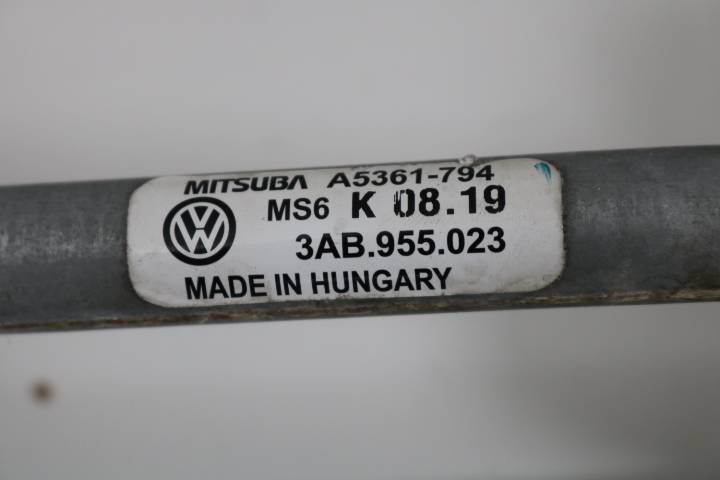 MITSUBA A5361-794
MS6 K 08.19
3AB.955.023
MADE IN HUNGARY